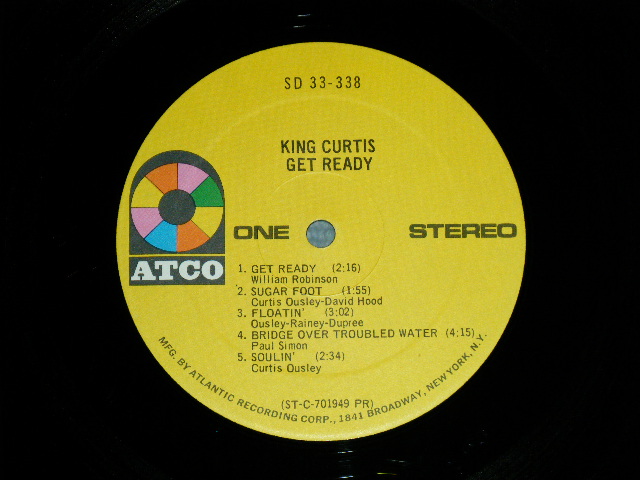 SD 33-338
KING CURTIS
GET READY
ATCO
ONE
STEREO
1. GET READY (2:16)
William Robinson
2. SUGAR FOOT (1:55)
Curtis Ousley-David Hood
3. FLOATIN' (3:02)
Ousley-Rainey-Dupree
4. BRIDGE OVER TROUBLED WATER (4:15)
Paul Simon
5. SOULIN' (2:34)
Curtis Ousley
(ST-C-701949 PR)
MFG. BY ATLANTIC RECORDING CORP., 1841 BROADWAY, NEW YORK, N.Y.